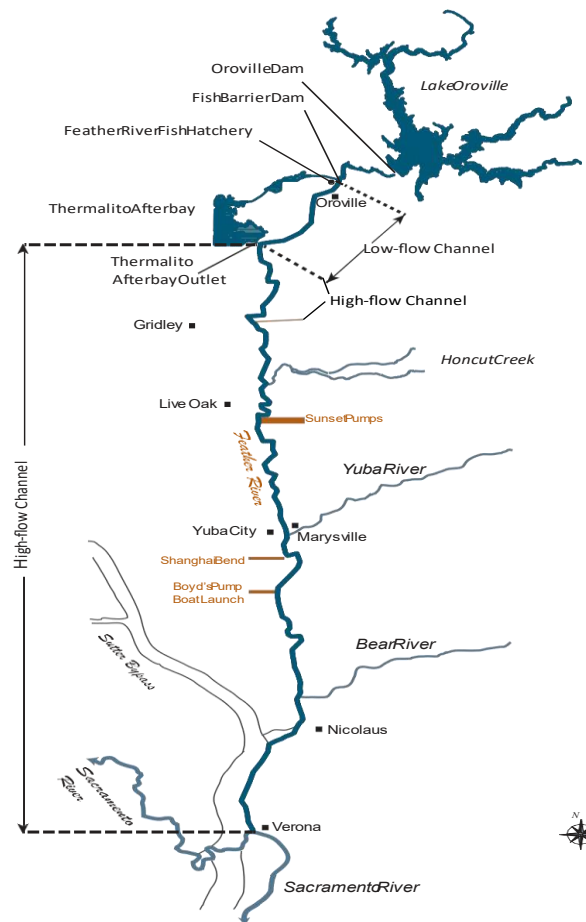 OrovilleDam
LakeOroville
FishBarrierDam
FeatherRiverFishHatchery
Oroville
ThermalitoAfterbay
Low-flow Channel
Thermalito
AfterbayOutlet
High-flow Channel
Gridley
HoncutCreek
Live Oak
SunsetPumps
Feather River
YubaRiver
YubaCity
Marysville
High-flow Channel
ShanghaiBend
Boyd'sPump
BoatLaunch
Sutter Bypass
BearRiver
Nicolaus
Sacramento
River
Verona
N
SacramentoRiver